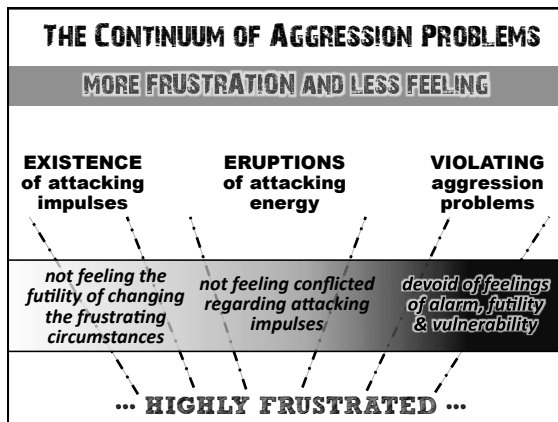 THE CONTINUUM OF AGGRESSION PROBLEMS
MORE FRUSTRATION AND LESS FEELING
EXISTENCE
of attacking
impulses
ERUPTIONS
of attacking
energy
VIOLATING
aggression
problems
not feeling the
futility of changing
the frustrating
circumstances
not feeling conflicted
regarding attacking
impulses
devoid of feelings
of alarm, futility
& vulnerability
... HIGHLY FRUSTRATED ...